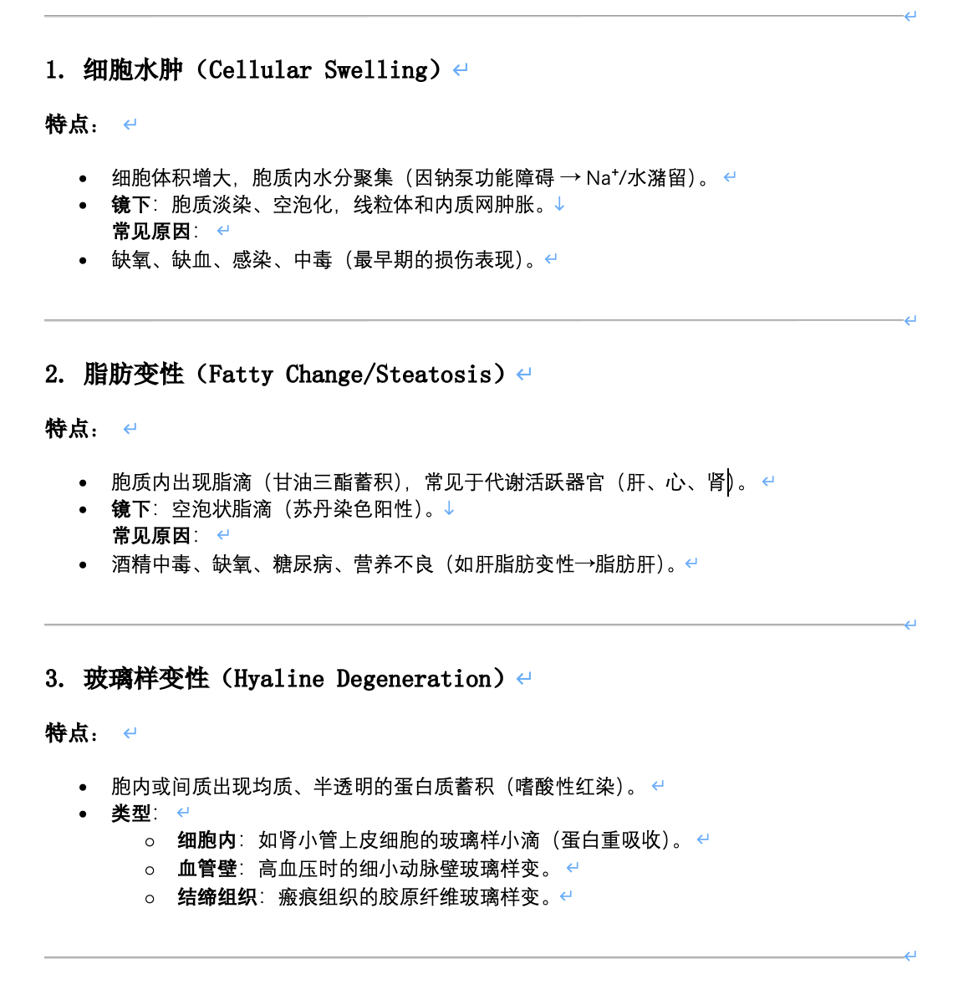 1. 细胞水肿（Cellular Swelling）
特点：
• 细胞体积增大，胞质内水分聚集（因钠泵功能障碍 → Na⁺/水潴留）。
• 镜下：胞质淡染、空泡化，线粒体和内质网肿胀。
常见原因：
• 缺氧、缺血、感染、中毒（最早期的损伤表现）。
2. 脂肪变性（Fatty Change/Steatosis）
特点：
• 胞质内出现脂滴（甘油三酯蓄积），常见于代谢活跃器官（肝、心、肾）。
• 镜下：空泡状脂滴（苏丹染色阳性）。
常见原因：
• 酒精中毒、缺氧、糖尿病、营养不良（如肝脂肪变性→脂肪肝）。
3. 玻璃样变性（Hyaline Degeneration）
特点：
• 胞内或间质出现均质、半透明的蛋白质蓄积（嗜酸性红染）。
• 类型：
○ 细胞内：如肾小管上皮细胞的玻璃样小滴（蛋白重吸收）。
○ 血管壁：高血压时的细小动脉壁玻璃样变。
○ 结缔组织：瘢痕组织的胶原纤维玻璃样变。